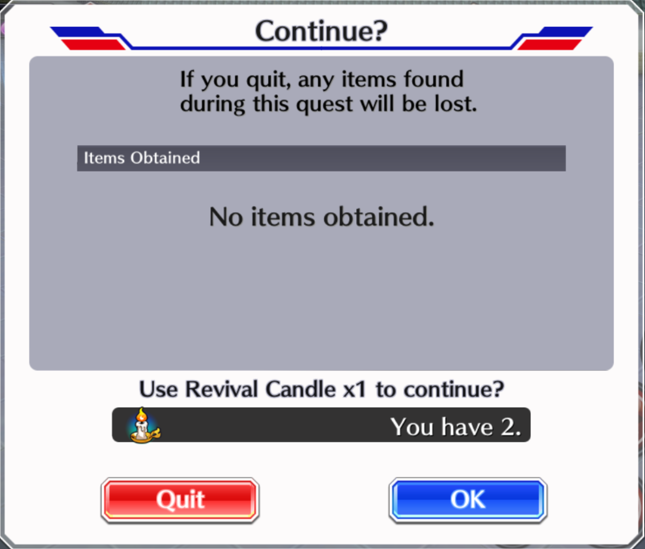 Continue?
If you quit, any items found
during this quest will be lost.
Items Obtained
No items obtained.
Use Revival Candle x1 to continue?
You have 2.
Quit
OK